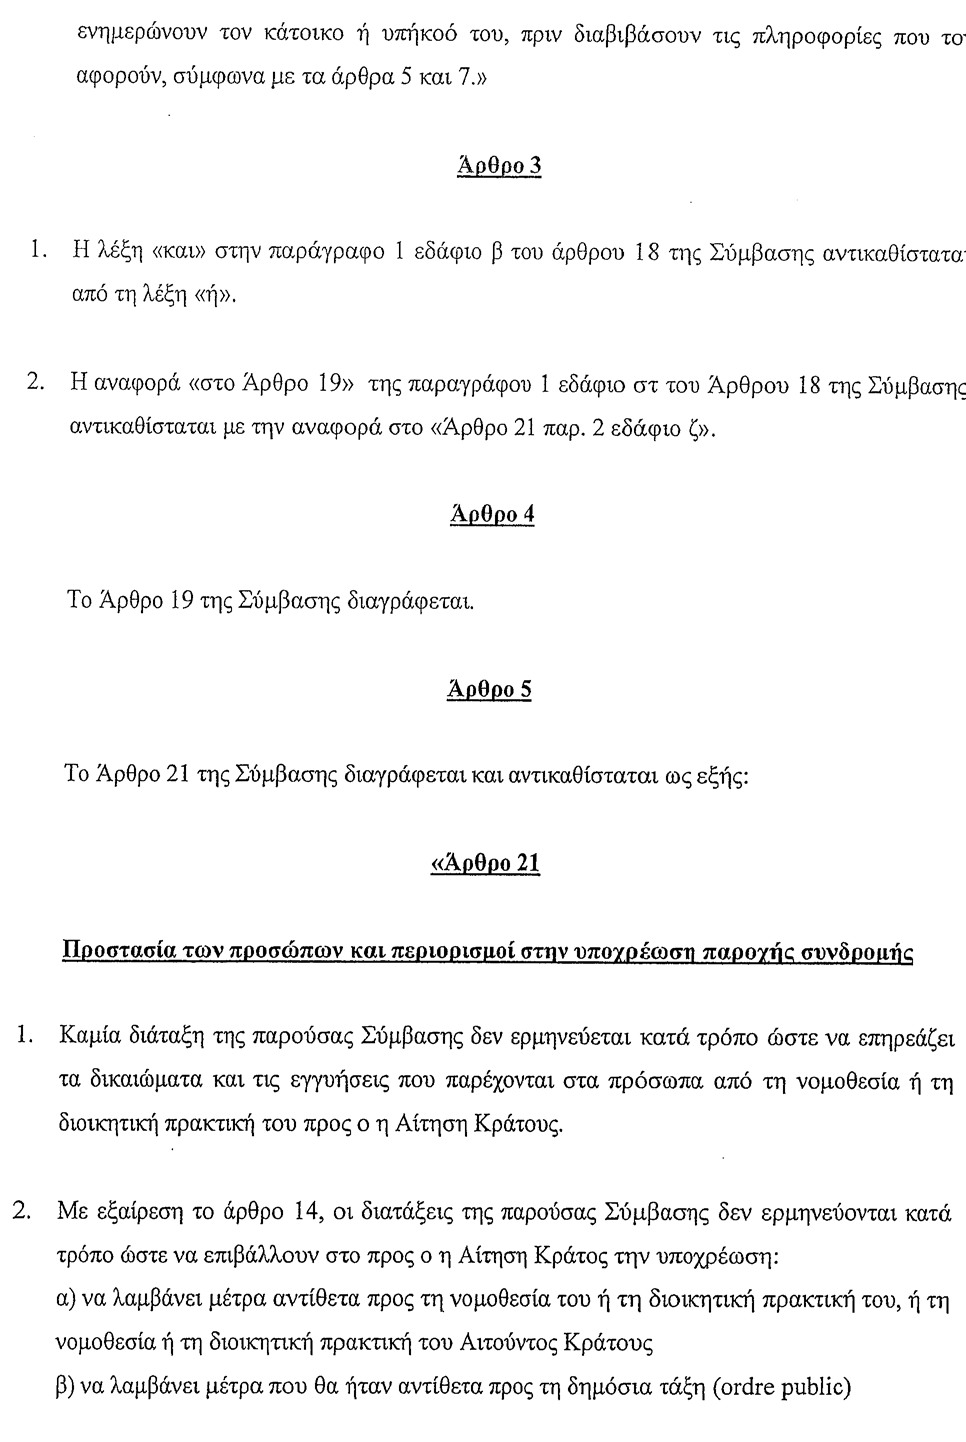 ενημερώνουν τον κάτοικο ή υπήκοό του, πριν διαβιβάσουν τις πληροφορίες που
αφορούν, σύμφωνα με τα άρθρα 5 και 7.»
Άρθρο 3
1. Η λέξη «και» στην παράγραφο 1 εδάφιο β του άρθρου 18 της Σύμβασης
από τη λέξη «ή».
2. Η αναφορά «στο Άρθρο 19» της παραγράφου 1 εδάφιο στ του Άρθρου 18 της Σύμβασης
αντικαθίσταται με την αναφορά στο «Άρθρο 21 παρ. 2 εδάφιο ζ».
Άρθρο 4
Το Άρθρο 19 της Σύμβασης διαγράφεται.
Άρθρο 5
Το Άρθρο 21 της Σύμβασης διαγράφεται και αντικαθίσταται ως εξής:
«Άρθρο 21
Προστασία των προσώπων και περιορισμοί στην υποχρέωση παροχής συνδρομής
1. Καμία διάταξη της παρούσας Σύμβασης δεν ερμηνεύεται κατά τρόπο ώστε να επηρεάζει
τα δικαιώματα και τις εγγυήσεις που παρέχονται στα πρόσωπα από τη νομοθεσία ή τη
διοικητική πρακτική του προς ο η Αίτηση Κράτους.
2. Με εξαίρεση το άρθρο 14, οι διατάξεις της παρούσας Σύμβασης δεν ερμηνεύονται κατά
τρόπο ώστε να επιβάλλουν στο προς ο η Αίτηση Κράτος την υποχρέωση:
α) να λαμβάνει μέτρα αντίθετα προς τη νομοθεσία του ή τη διοικητική πρακτική του, ή τη
νομοθεσία ή τη διοικητική πρακτική του Αιτούντος Κράτους
β) να λαμβάνει μέτρα που θα ήταν αντίθετα προς τη δημόσια τάξη (ordre public)